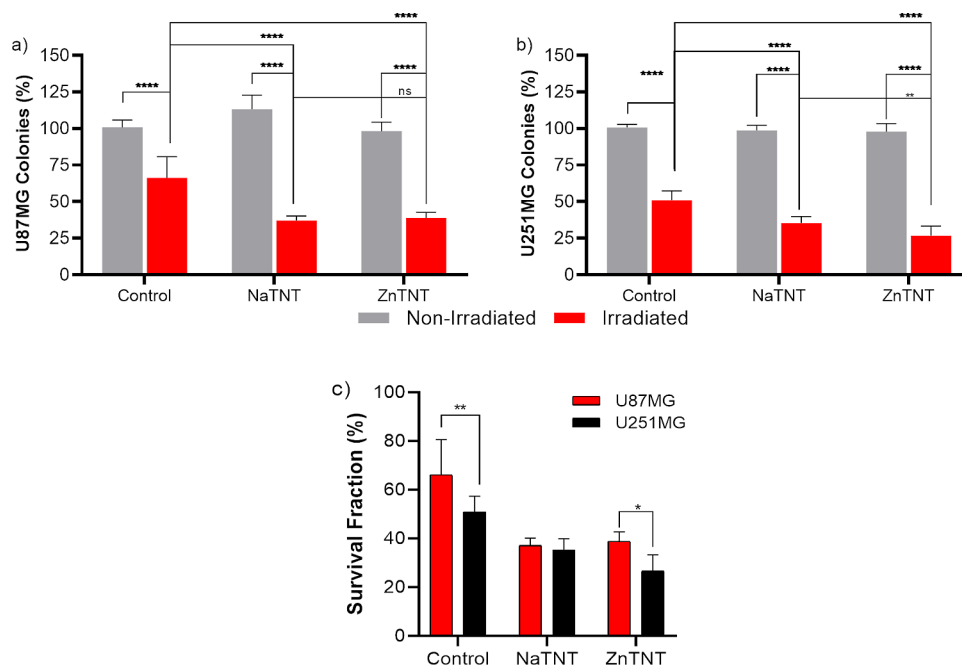 a)
U87MG Colonies (%)
150
125
100
75
50
25
0
****
****
****
****
****
ns
Control
NaTNT
ZnTNT
b)
U251MG Colonies (%)
150
125
100
75
50
25
0
****
****
****
****
****
**
Control
NaTNT
ZnTNT
Non-Irradiated
Irradiated
c)
Survival Fraction (%)
100
80
60
40
20
0
**
*
U87MG
U251MG
Control
NaTNT
ZnTNT